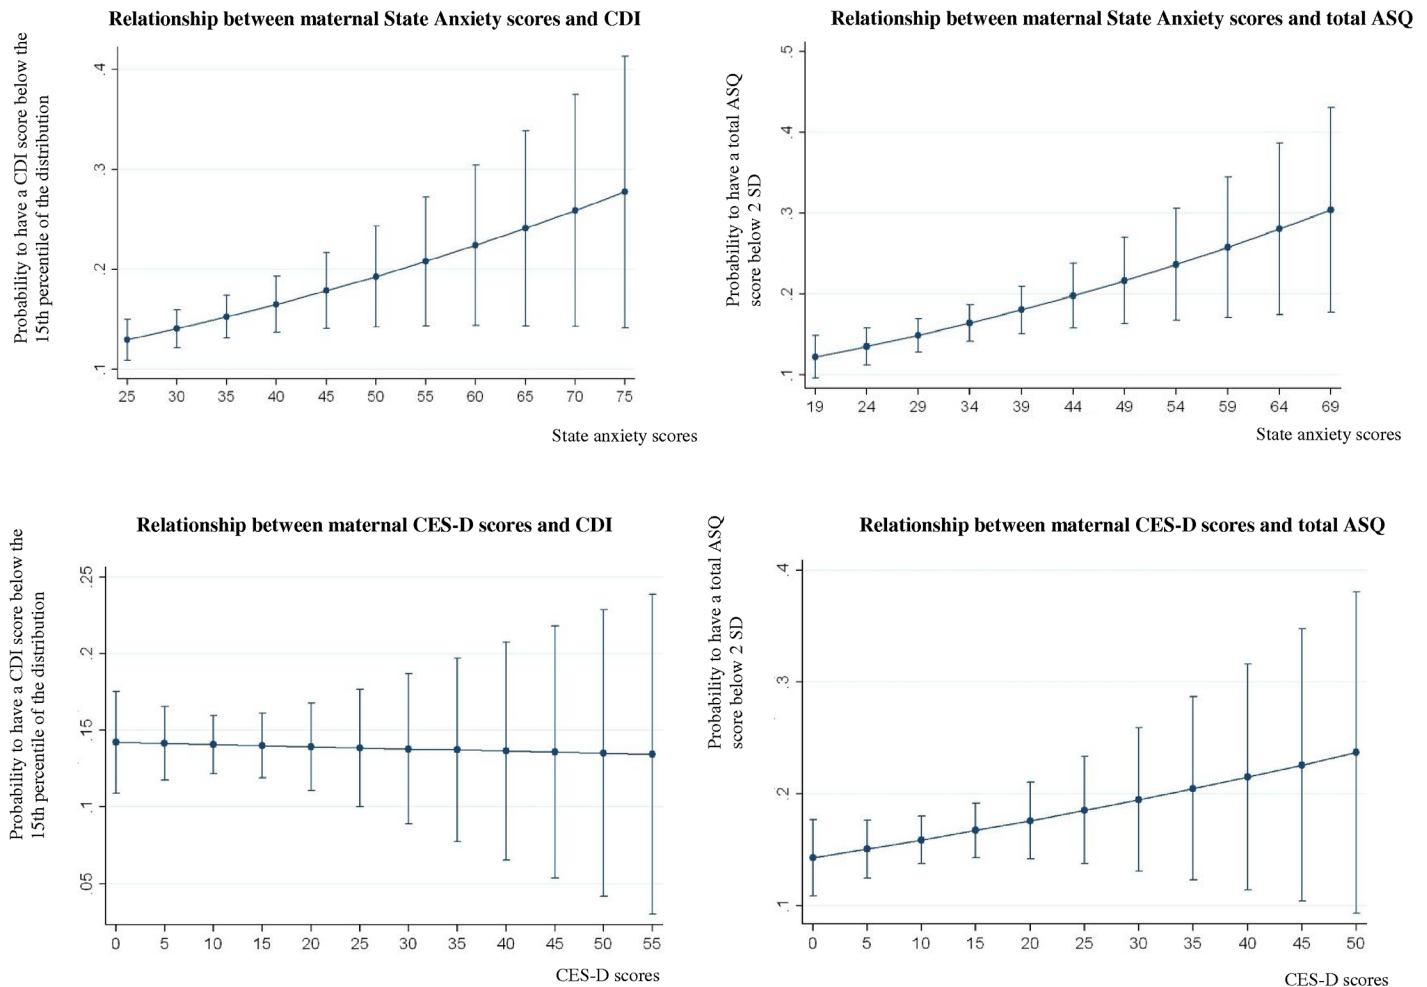 Relationship between maternal State Anxiety scores and CDI
Probability to have a CDI score below the
15th percentile of the distribution
.4
.3
.2
.1
25 30 35 40 45 50 55 60 65 70 75
State anxiety scores
Relationship between maternal State Anxiety scores and total ASQ
Probability to have a total ASQ
score below 2 SD
.5
.4
.3
.2
.1
19 24 29 34 39 44 49 54 59 64 69
State anxiety scores
Relationship between maternal CES-D scores and CDI
Probability to have a CDI score below the
15th percentile of the distribution
.25
.2
.15
.1
.05
0 5 10 15 20 25 30 35 40 45 50 55
CES-D scores
Relationship between maternal CES-D scores and total ASQ
Probability to have a total ASQ
score below 2 SD
.4
.3
.2
.1
0 5 10 15 20 25 30 35 40 45 50
CES-D scores